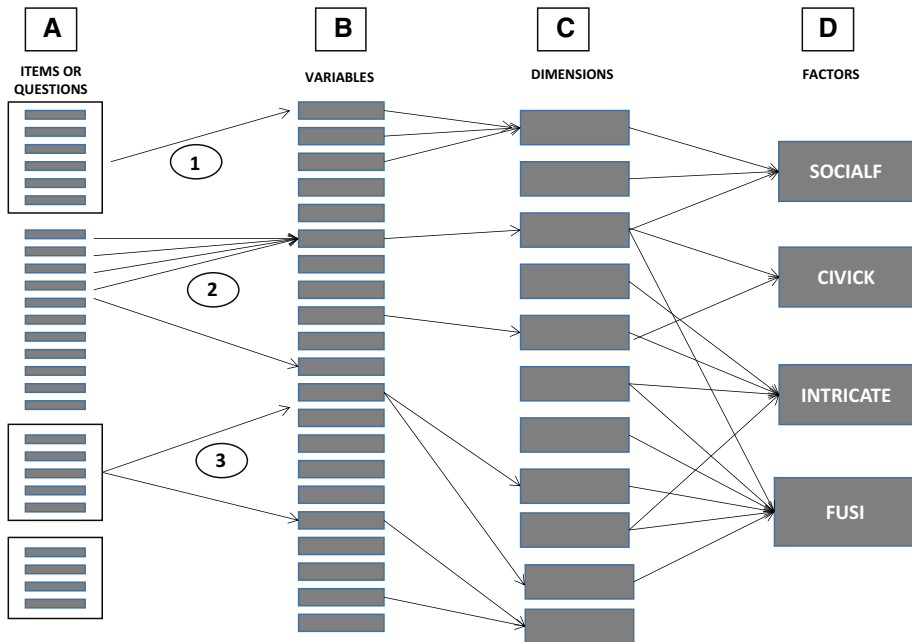 A
B
C
D
ITEMS OR
QUESTIONS
VARIABLES
DIMENSIONS
FACTORS
1
2
3
SOCIALF
CIVICK
INTRICATE
FUSI